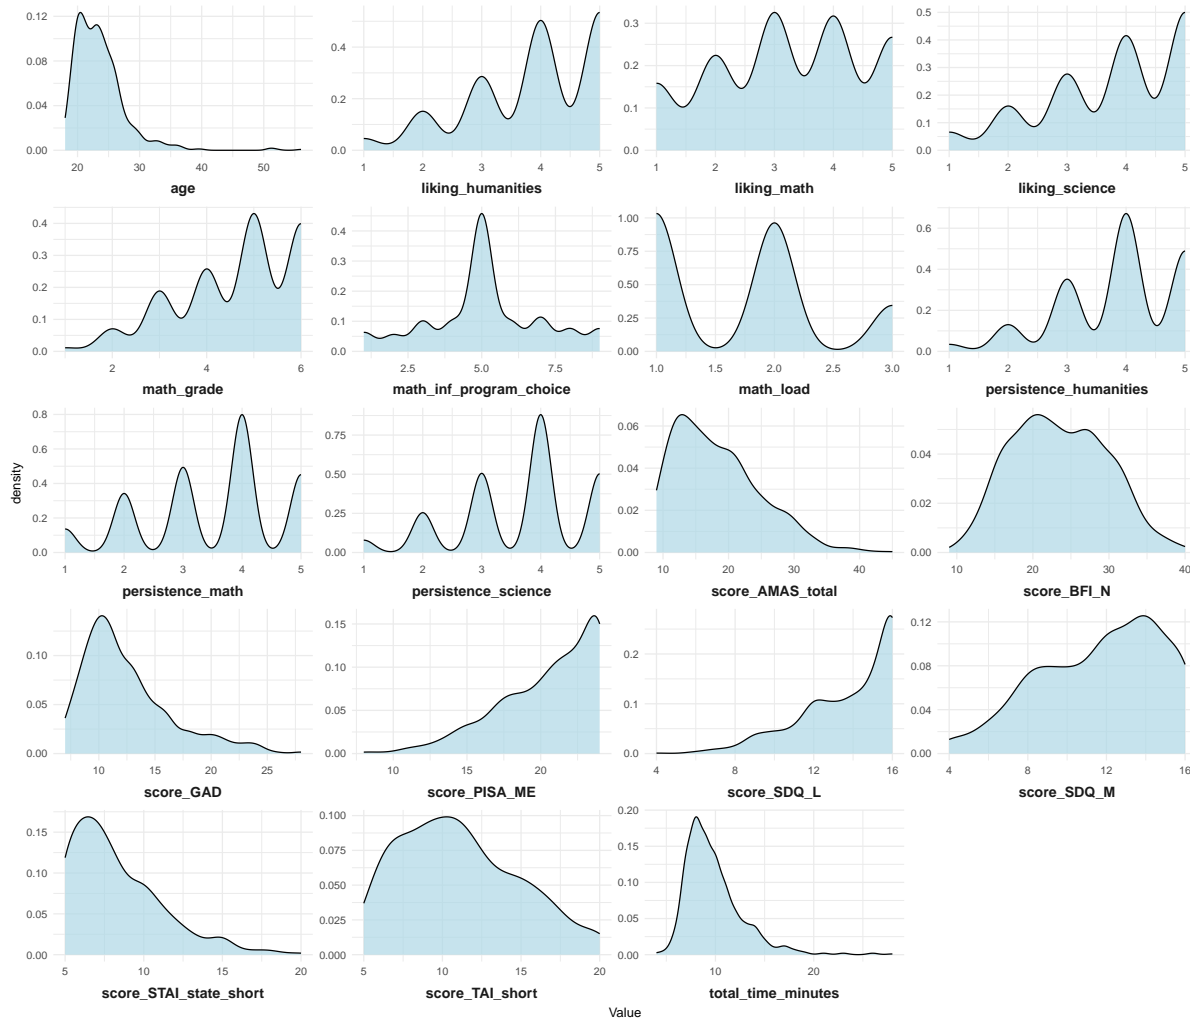 0.12
0.08
0.04
0.00
20 30 40 50
age
0.4
0.2
0.0
1 2 3 4 5
liking_humanities
0.3
0.2
0.1
0.0
1 2 3 4 5
liking_math
0.5
0.4
0.3
0.2
0.1
0.0
1 2 3 4 5
liking_science
0.4
0.3
0.2
0.1
0.0
2 4 6
math_grade
0.4
0.3
0.2
0.1
0.0
2.5 5.0 7.5
math_inf_program_choice
1.00
0.75
0.50
0.25
0.00
1.0 1.5 2.0 2.5 3.0
math_load
0.6
0.4
0.2
0.0
1 2 3 4 5
persistence_humanities
density
0.8
0.6
0.4
0.2
0.0
1 2 3 4 5
persistence_math
0.75
0.50
0.25
0.00
1 2 3 4 5
persistence_science
0.06
0.04
0.02
0.00
10 20 30 40
score_AMAS_total
0.04
0.02
0.00
10 20 30 40
score_BFI_N
0.10
0.05
0.00
10 15 20 25
score_GAD
0.15
0.10
0.05
0.00
10 15 20
score_PISA_ME
0.2
0.1
0.0
4 8 12 16
score_SDQ_L
0.12
0.08
0.04
0.00
4 8 12 16
score_SDQ_M
0.15
0.10
0.05
0.00
5 10 15 20
score_STAI_state_short
0.100
0.075
0.050
0.025
0.000
5 10 15 20
score_TAI_short
0.20
0.15
0.10
0.05
0.00
10 20
total_time_minutes
Value